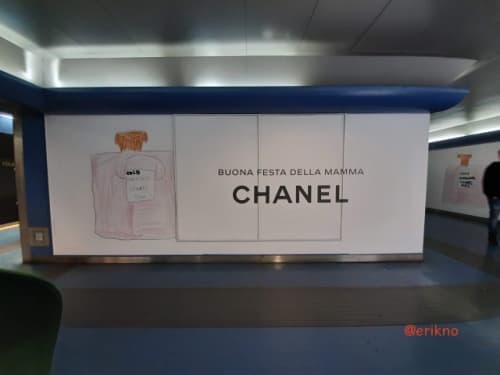 BUONA FESTA DELLA MAMMA
CHANEL
@erikno